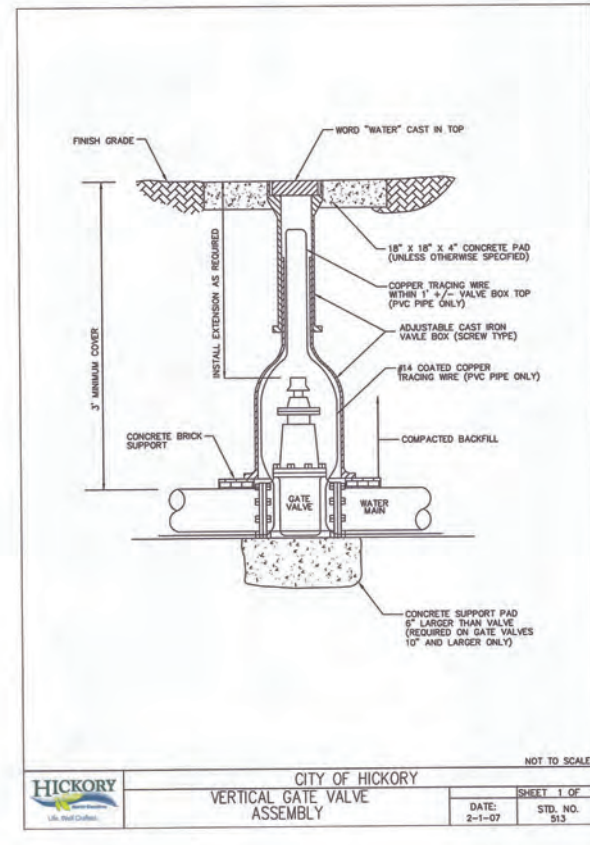 WORD "WATER" CAST IN TOP
FINISH GRADE
18" X 18" X 4" CONCRETE PAD
(UNLESS OTHERWISE SPECIFIED)
INSTALL EXTENSION AS REQUIRED
COPPER TRACING WIRE
WITHIN 1' +/- VALVE BOX TOP
(PVC PIPE ONLY)
3' MINIMUM COVER
ADJUSTABLE CAST IRON
VAVLE BOX (SCREW TYPE)
#14 COATED COPPER
TRACING WIRE (PVC PIPE ONLY)
CONCRETE BRICK
SUPPORT
COMPACTED BACKFILL
GATE
VALVE
WATER
MAIN
CONCRETE SUPPORT PAD
6" LARGER THAN VALVE
(REQUIRED ON GATE VALVES
10" AND LARGER ONLY)
NOT TO SCALE
HICKORY
North Carolina
Life. Well Crafted.
CITY OF HICKORY
VERTICAL GATE VALVE
ASSEMBLY
SHEET 1 OF
DATE:
2-1-07
STD. NO.
513